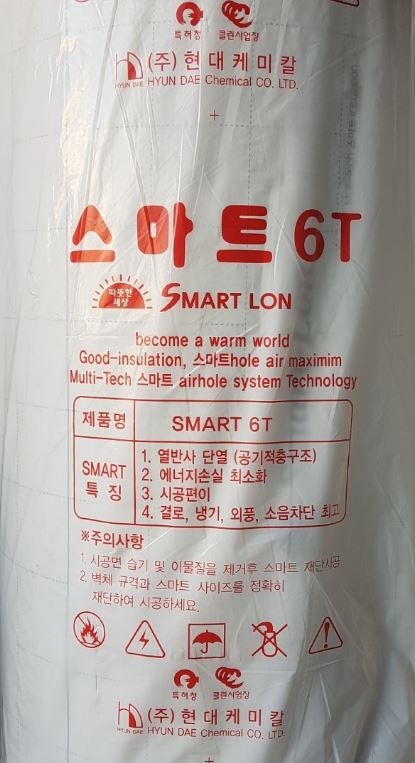 특허청 클린사업장
(주) 현대케미칼
HYUN DAE HYUN DAE Chemical CO. LTD.
스마트 6T
따뜻한
세상
SMART LON
become a warm world
Good-insulation, 스마트hole air maximim
Multi-Tech 스마트 airhole system Technology
제품명 SMART 6T
SMART
특 징
1. 열반사 단열 (공기적충구조)
2. 에너지손실 최소화
3. 시공편이
4. 결로, 냉기, 외풍, 소음차단 최고
※주의사항
1. 시공면 습기 및 이물질을 제거후 스마트 재단시공
2. 벽체 규격과 스마트 사이즈를 정확히
재단하여 시공하세요.
특허청 클린사업장
(주) 현대케미칼
HYUN DAE HYUN DAE Chemical CO. LTD.